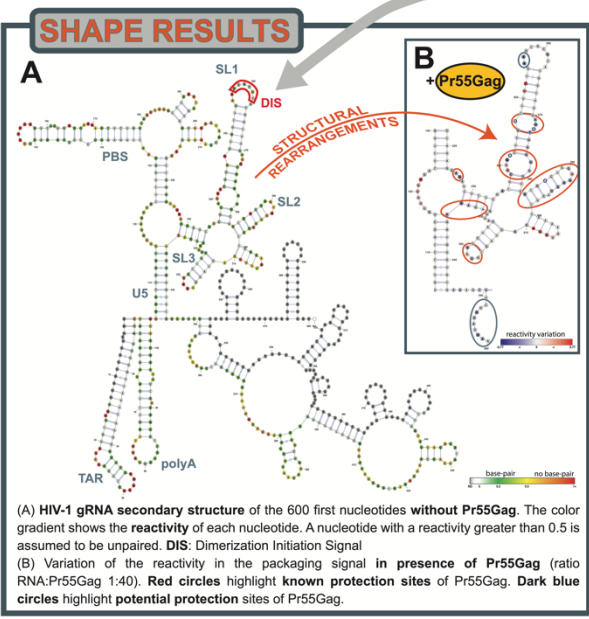 SHAPE RESULTS
A
SL1
DIS
PBS
SL2
SL3
U5
TAR
polyA
STRUCTURAL
REARRANGEMENTS
B
+ Pr55Gag
reactivity variation
base-pair no base-pair
(A) HIV-1 gRNA secondary structure of the 600 first nucleotides without Pr55Gag. The color
gradient shows the reactivity of each nucleotide. A nucleotide with a reactivity greater than 0.5 is
assumed to be unpaired. DIS: Dimerization Initiation Signal
(B) Variation of the reactivity in the packaging signal in presence of Pr55Gag (ratio
RNA:Pr55Gag 1:40). Red circles highlight known protection sites of Pr55Gag. Dark blue
circles highlight potential protection sites of Pr55Gag.